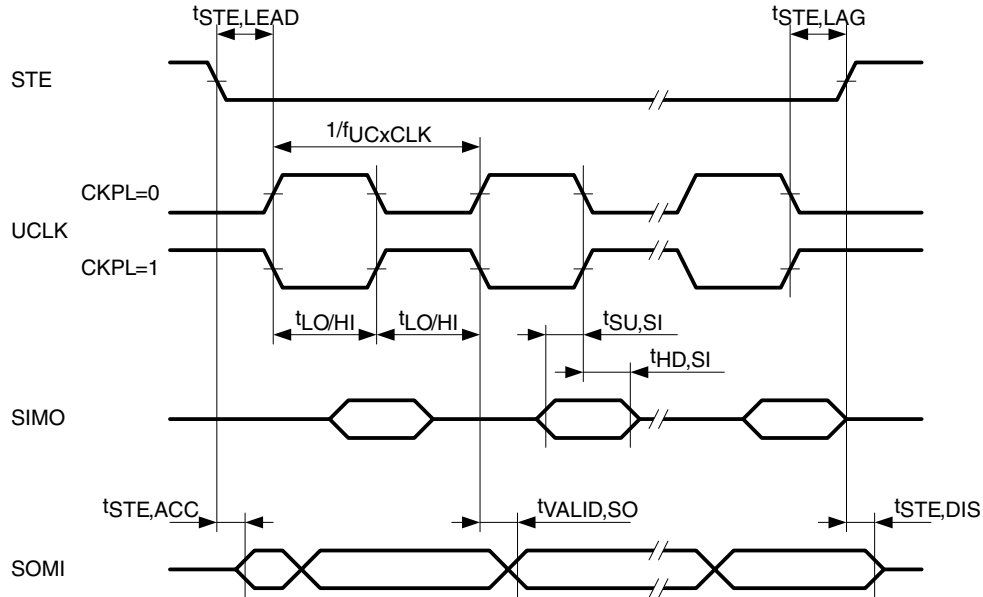 tSTE,LEAD
tSTE,LAG
STE
1/fUCxCLK
CKPL=0
UCLK
CKPL=1
tLO/HI
tLO/HI
tSU,SI
tHD,SI
SIMO
tSTE,ACC
tVALID,SO
tSTE,DIS
SOMI